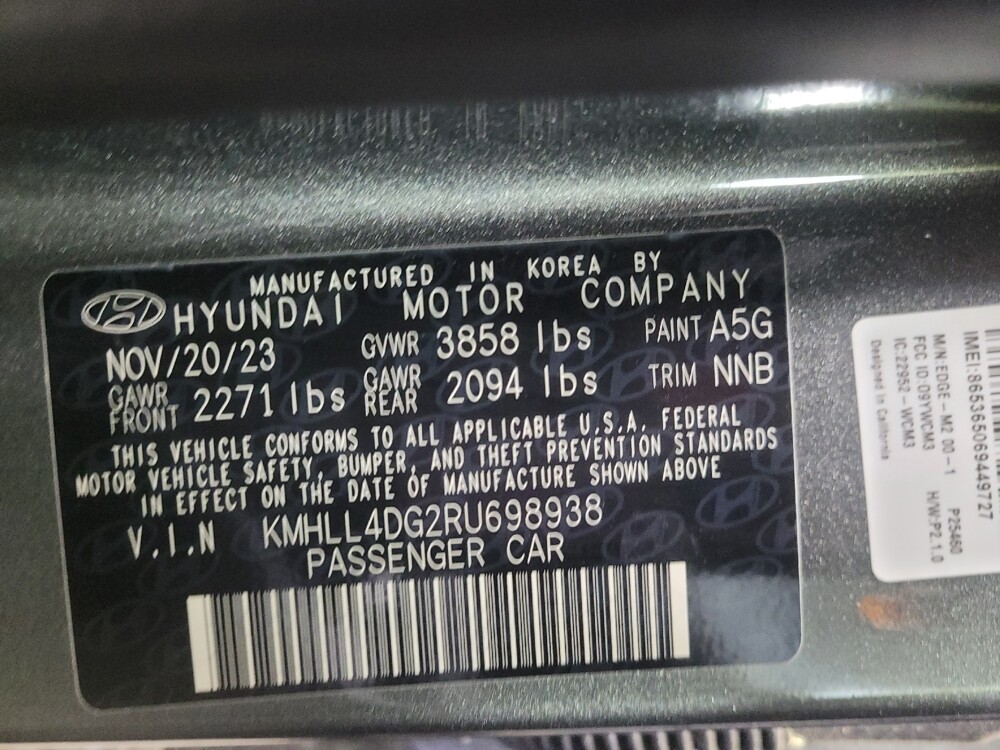 MANUFACTURED IN KOREA BY
HYUNDAI MOTOR COMPANY
NOV/20/23 GVWR 3858 lbs PAINT A5G
GAWR FRONT 2271 lbs GAWR REAR 2094 lbs TRIM NNB
THIS VEHICLE CONFORMS TO ALL APPLICABLE U.S.A. FEDERAL
MOTOR VEHICLE SAFETY, BUMPER, AND THEFT PREVENTION STANDARDS
IN EFFECT ON THE DATE OF MANUFACTURE SHOWN ABOVE
V.I.N KMHLL4DG2RU698938
PASSENGER CAR
IMEI:865365069449727
M/N:EDGE-M2 00-1 P25460
FCC ID:O9YWCM3 H/W:P2.1.0
IC:22952-WCM3
Designed in California